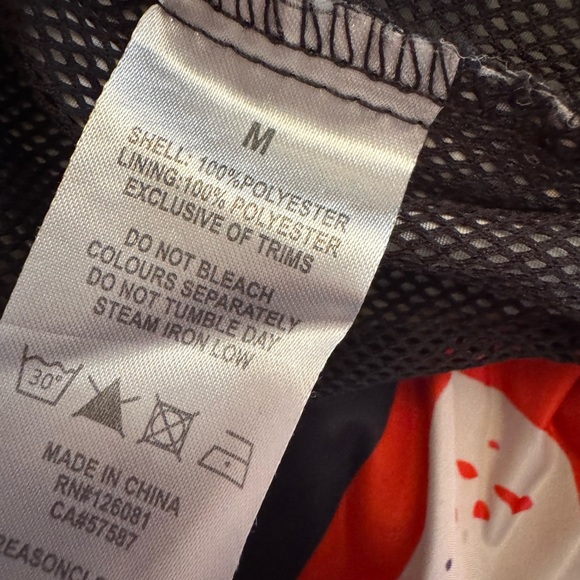 M
SHELL: 100%POLYESTER
LINING:100% POLYESTER
EXCLUSIVE OF TRIMS
DO NOT BLEACH
COLOURS SEPARATELY
DO NOT TUMBLE DAY
STEAM IRON LOW
30°
MADE IN CHINA
RN#126081
CA#57587